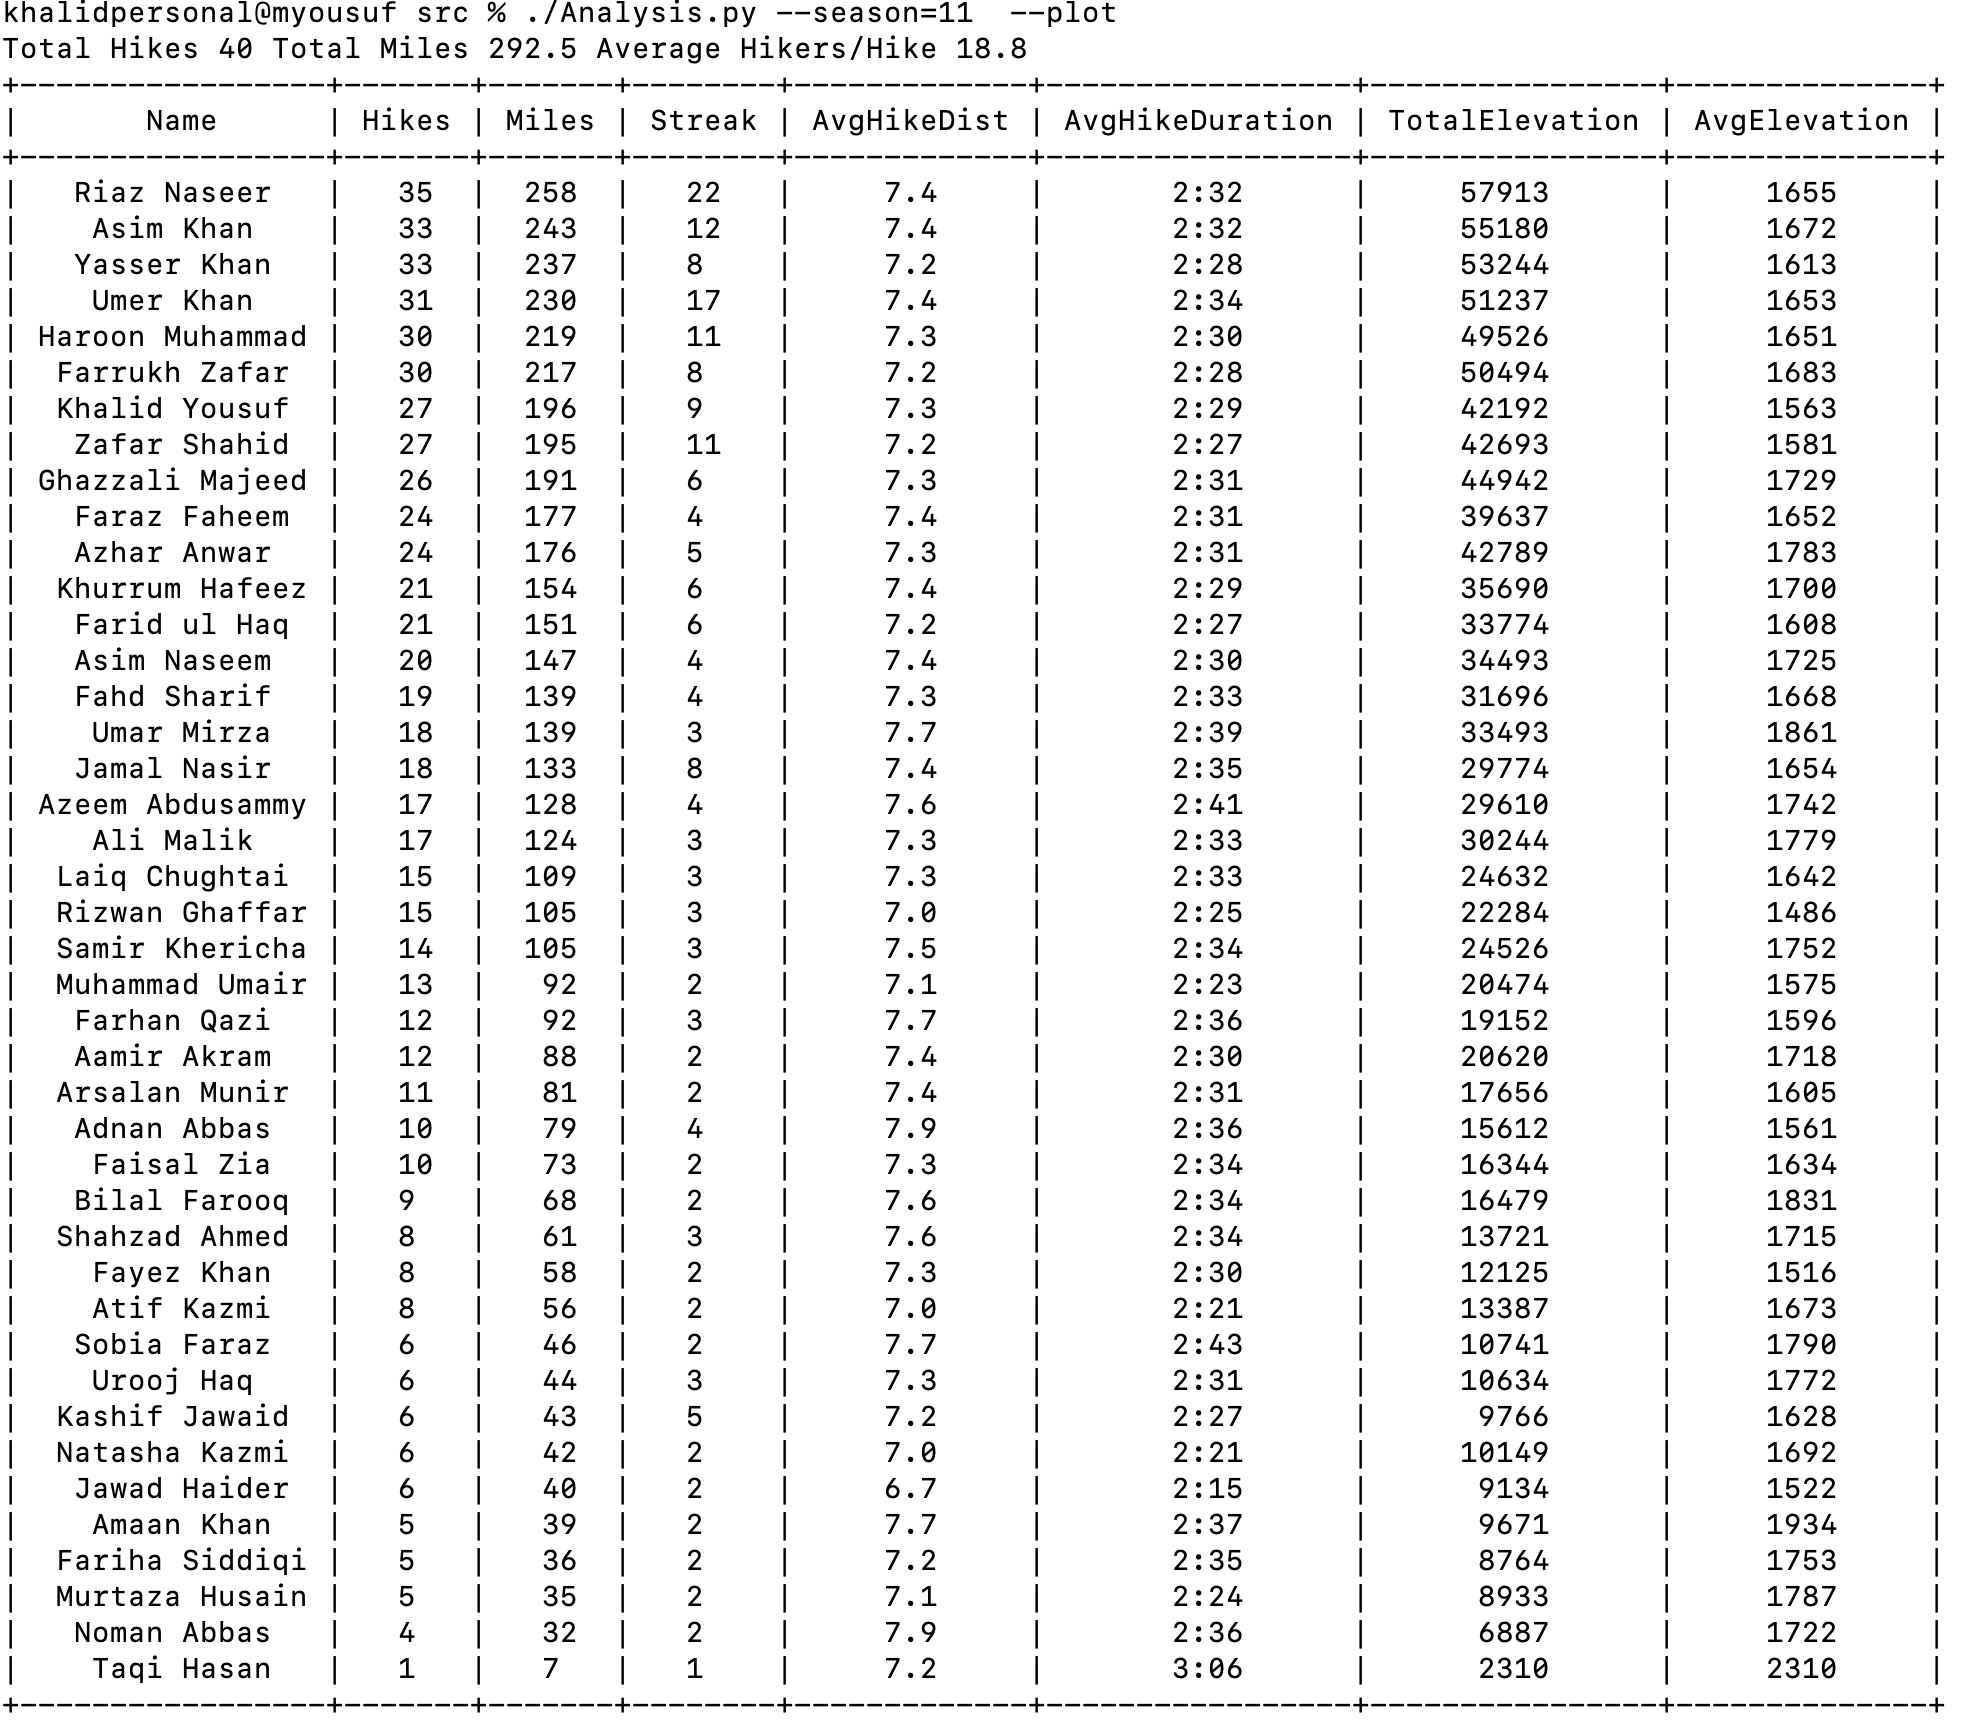 khalidpersonal@myousuf src % ./Analysis.py --season=11  --plot
Total Hikes 40 Total Miles 292.5 Average Hikers/Hike 18.8
+-----------------+-------+-------+--------+-------------+-----------------+----------------+--------------+
|       Name      | Hikes | Miles | Streak | AvgHikeDist | AvgHikeDuration | TotalElevation | AvgElevation |
+-----------------+-------+-------+--------+-------------+-----------------+----------------+--------------+
|   Riaz Naseer   |   35  |  258  |   22   |     7.4     |       2:32      |     57913      |     1655     |
|    Asim Khan    |   33  |  243  |   12   |     7.4     |       2:32      |     55180      |     1672     |
|   Yasser Khan   |   33  |  237  |   8    |     7.2     |       2:28      |     53244      |     1613     |
|    Umer Khan    |   31  |  230  |   17   |     7.4     |       2:34      |     51237      |     1653     |
| Haroon Muhammad |   30  |  219  |   11   |     7.3     |       2:30      |     49526      |     1651     |
|  Farrukh Zafar  |   30  |  217  |   8    |     7.2     |       2:28      |     50494      |     1683     |
|  Khalid Yousuf  |   27  |  196  |   9    |     7.3     |       2:29      |     42192      |     1563     |
|   Zafar Shahid  |   27  |  195  |   11   |     7.2     |       2:27      |     42693      |     1581     |
| Ghazzali Majeed |   26  |  191  |   6    |     7.3     |       2:31      |     44942      |     1729     |
|   Faraz Faheem  |   24  |  177  |   4    |     7.4     |       2:31      |     39637      |     1652     |
|   Azhar Anwar   |   24  |  176  |   5    |     7.3     |       2:31      |     42789      |     1783     |
|  Khurrum Hafeez |   21  |  154  |   6    |     7.4     |       2:29      |     35690      |     1700     |
|   Farid ul Haq  |   21  |  151  |   6    |     7.2     |       2:27      |     33774      |     1608     |
|   Asim Naseem   |   20  |  147  |   4    |     7.4     |       2:30      |     34493      |     1725     |
|   Fahd Sharif   |   19  |  139  |   4    |     7.3     |       2:33      |     31696      |     1668     |
|    Umar Mirza   |   18  |  139  |   3    |     7.7     |       2:39      |     33493      |     1861     |
|   Jamal Nasir   |   18  |  133  |   8    |     7.4     |       2:35      |     29774      |     1654     |
| Azeem Abdusammy |   17  |  128  |   4    |     7.6     |       2:41      |     29610      |     1742     |
|    Ali Malik    |   17  |  124  |   3    |     7.3     |       2:33      |     30244      |     1779     |
|  Laiq Chughtai  |   15  |  109  |   3    |     7.3     |       2:33      |     24632      |     1642     |
|  Rizwan Ghaffar |   15  |  105  |   3    |     7.0     |       2:25      |     22284      |     1486     |
|  Samir Khericha |   14  |  105  |   3    |     7.5     |       2:34      |     24526      |     1752     |
|  Muhammad Umair |   13  |   92  |   2    |     7.1     |       2:23      |     20474      |     1575     |
|   Farhan Qazi   |   12  |   92  |   3    |     7.7     |       2:36      |     19152      |     1596     |
|   Aamir Akram   |   12  |   88  |   2    |     7.4     |       2:30      |     20620      |     1718     |
|  Arsalan Munir  |   11  |   81  |   2    |     7.4     |       2:31      |     17656      |     1605     |
|   Adnan Abbas   |   10  |   79  |   4    |     7.9     |       2:36      |     15612      |     1561     |
|    Faisal Zia   |   10  |   73  |   2    |     7.3     |       2:34      |     16344      |     1634     |
|   Bilal Farooq  |   9   |   68  |   2    |     7.6     |       2:34      |     16479      |     1831     |
|  Shahzad Ahmed  |   8   |   61  |   3    |     7.6     |       2:34      |     13721      |     1715     |
|    Fayez Khan   |   8   |   58  |   2    |     7.3     |       2:30      |     12125      |     1516     |
|    Atif Kazmi   |   8   |   56  |   2    |     7.0     |       2:21      |     13387      |     1673     |
|   Sobia Faraz   |   6   |   46  |   2    |     7.7     |       2:43      |     10741      |     1790     |
|    Urooj Haq    |   6   |   44  |   3    |     7.3     |       2:31      |     10634      |     1772     |
|  Kashif Jawaid  |   6   |   43  |   5    |     7.2     |       2:27      |      9766      |     1628     |
|  Natasha Kazmi  |   6   |   42  |   2    |     7.0     |       2:21      |     10149      |     1692     |
|   Jawad Haider  |   6   |   40  |   2    |     6.7     |       2:15      |      9134      |     1522     |
|    Amaan Khan   |   5   |   39  |   2    |     7.7     |       2:37      |      9671      |     1934     |
|  Fariha Siddiqi |   5   |   36  |   2    |     7.2     |       2:35      |      8764      |     1753     |
|  Murtaza Husain |   5   |   35  |   2    |     7.1     |       2:24      |      8933      |     1787     |
|   Noman Abbas   |   4   |   32  |   2    |     7.9     |       2:36      |      6887      |     1722     |
|    Taqi Hasan   |   1   |   7   |   1    |     7.2     |       3:06      |      2310      |     2310     |
+-----------------+-------+-------+--------+-------------+-----------------+----------------+--------------+